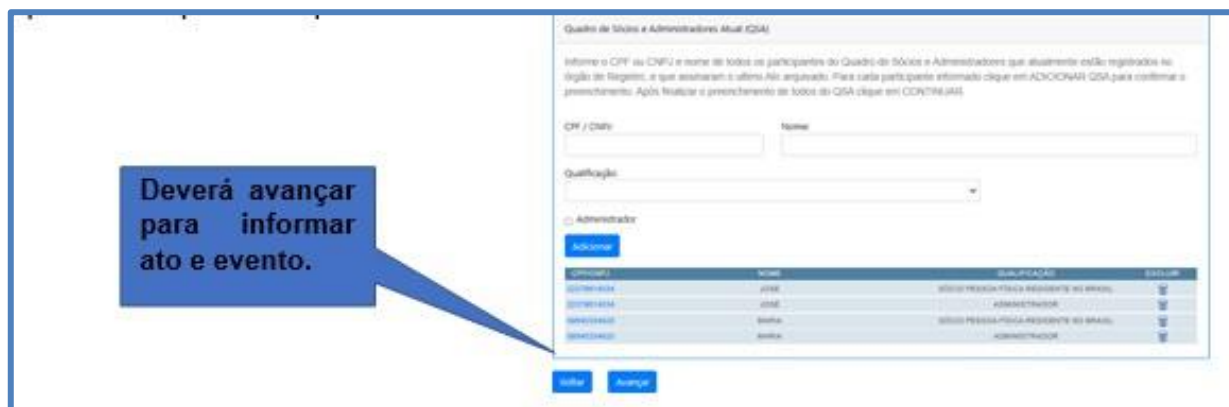 Quadro de Sócios e Administradores Atual (QSA)
Informe o CPF ou CNPJ e nome de todos os participantes do Quadro de Sócios e Administradores que atualmente estão registrados no
órgão de Registro, e que assinaram o ultimo Ato arquivado. Para cada participante informado clique em ADICIONAR QSA para confirmar o
preenchimento. Após finalizar o preenchimento de todos do QSA clique em CONTINUAR
CPF / CNPJ
Nome
Qualificação
Administrador
Adicionar
CPF/CNPJ NOME QUALIFICAÇÃO EXCLUIR
JOSE SÓCIO PESSOA FÍSICA RESIDENTE NO BRASIL
JOSE ADMINISTRADOR
MARIA SÓCIO PESSOA FÍSICA RESIDENTE NO BRASIL
MARIA ADMINISTRADOR
Deverá avançar
para informar
ato e evento.
Voltar Avançar